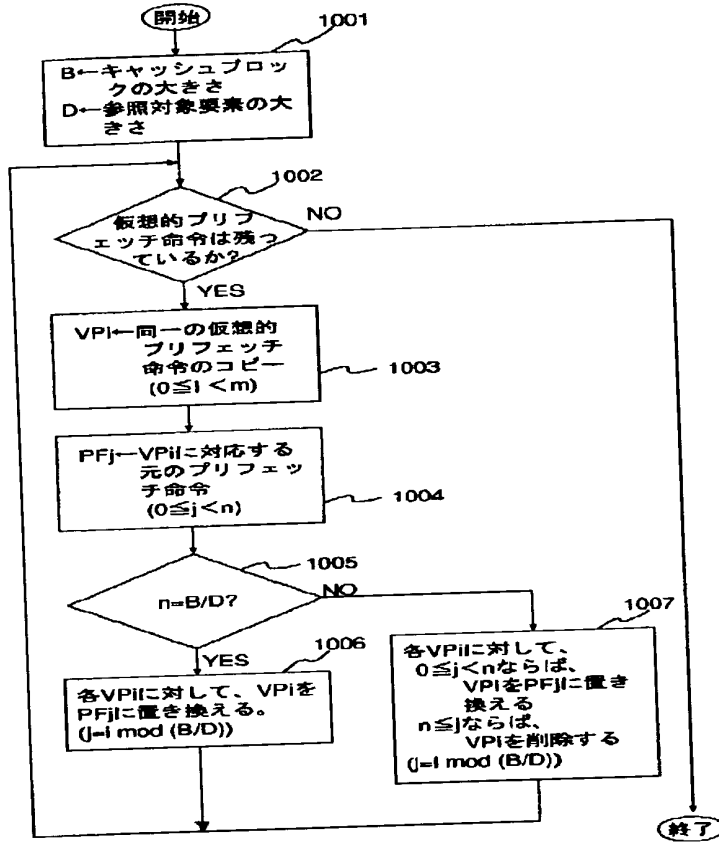 開始
1001
B←キャッシュブロッ
クの大きさ
D←参照対象要素の大
きさ
1002
仮想的プリフ
ェッチ命令は残っ
ているか?
NO
YES
VPi←同一の仮想的
プリフェッチ
命令のコピー
(0≦i<m)
1003
PFj←VPiに対応する
元のプリフェッ
チ命令
(0≦j<n)
1004
1005
n=B/D?
NO
YES
1006
各VPiに対して、VPiを
PFjに置き換える。
(j=i mod (B/D))
1007
各VPiに対して、
0≦j<nならば、
VPiをPFjに置き
換える
n≦jならば、
VPiを削除する
(j=i mod (B/D))
終了